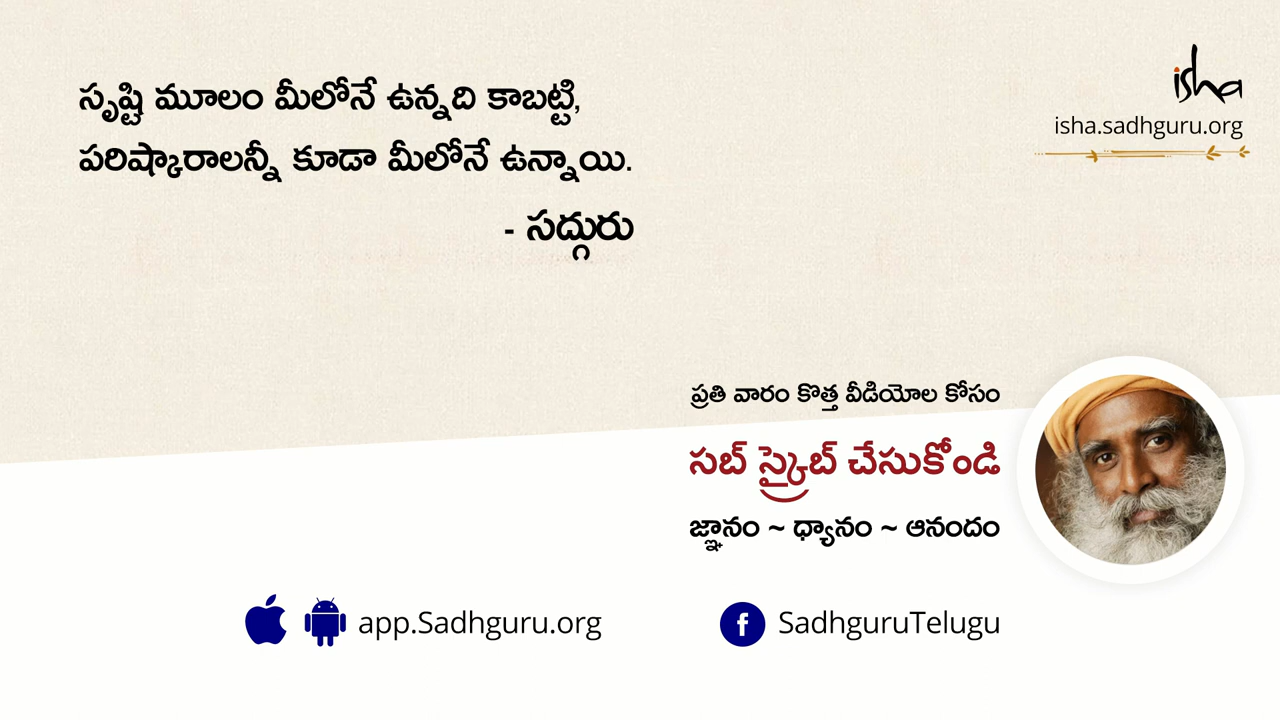 సృష్టి మూలం మీలోనే ఉన్నది కాబట్టి,
పరిష్కారాలన్నీ కూడా మీలోనే ఉన్నాయి.
- సద్గురు
isha
isha.sadhguru.org
ప్రతి వారం కొత్త వీడియోల కోసం
సబ్ స్క్రైబ్ చేసుకోండి
జ్ఞానం ~ ధ్యానం ~ ఆనందం
app.Sadhguru.org
f SadhguruTelugu